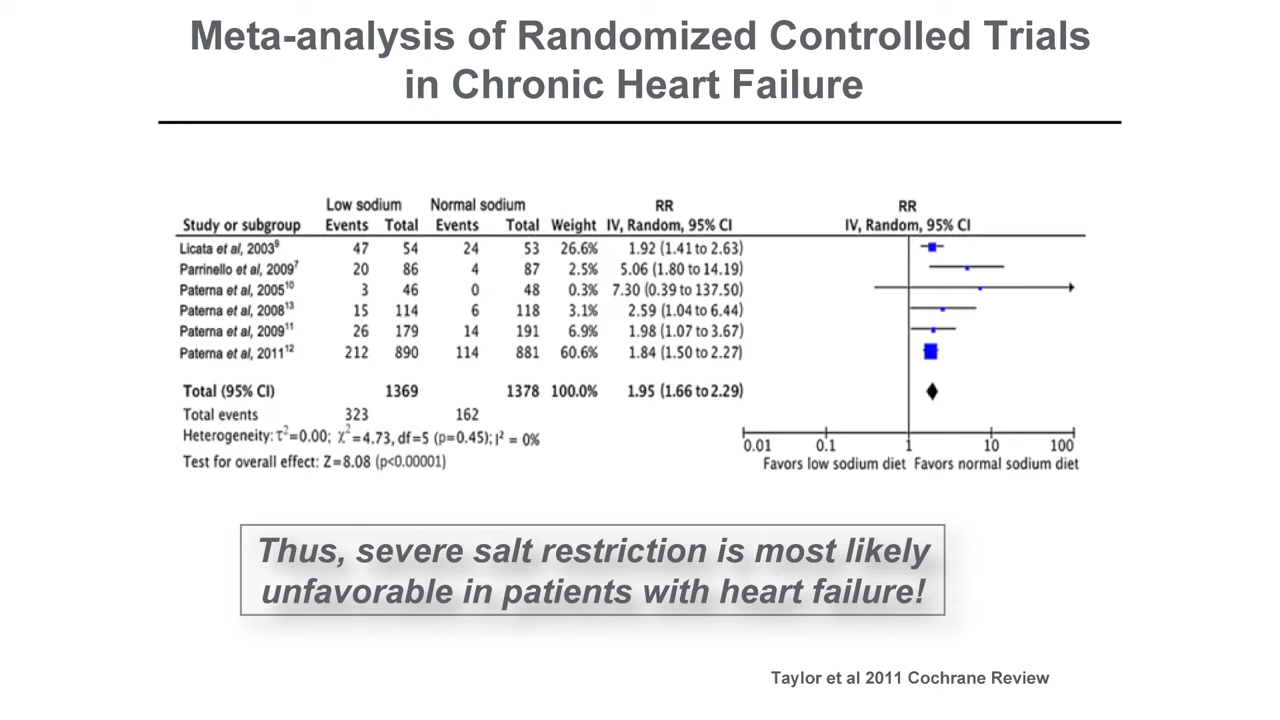 Meta-analysis of Randomized Controlled Trials
in Chronic Heart Failure
Low sodium Normal sodium RR RR
Study or subgroup Events Total Events Total Weight IV, Random, 95% CI IV, Random, 95% CI
Licata et al, 2003⁹ 47 54 24 53 26.6% 1.92 (1.41 to 2.63)
Parrinello et al, 2009⁷ 20 86 4 87 2.5% 5.06 (1.80 to 14.19)
Paterna et al, 2005¹⁰ 3 46 0 48 0.3% 7.30 (0.39 to 137.50)
Paterna et al, 2008¹³ 15 114 6 118 3.1% 2.59 (1.04 to 6.44)
Paterna et al, 2009¹¹ 26 179 14 191 6.9% 1.98 (1.07 to 3.67)
Paterna et al, 2011¹² 212 890 114 881 60.6% 1.84 (1.50 to 2.27)
Total (95% CI) 1369 1378 100.0% 1.95 (1.66 to 2.29)
Total events 323 162
Heterogeneity: τ²=0.00; χ²=4.73, df=5 (p=0.45); I² = 0%
Test for overall effect: Z=8.08 (p<0.00001)
0.01 0.1 1 10 100
Favors low sodium diet Favors normal sodium diet
Thus, severe salt restriction is most likely
unfavorable in patients with heart failure!
Taylor et al 2011 Cochrane Review